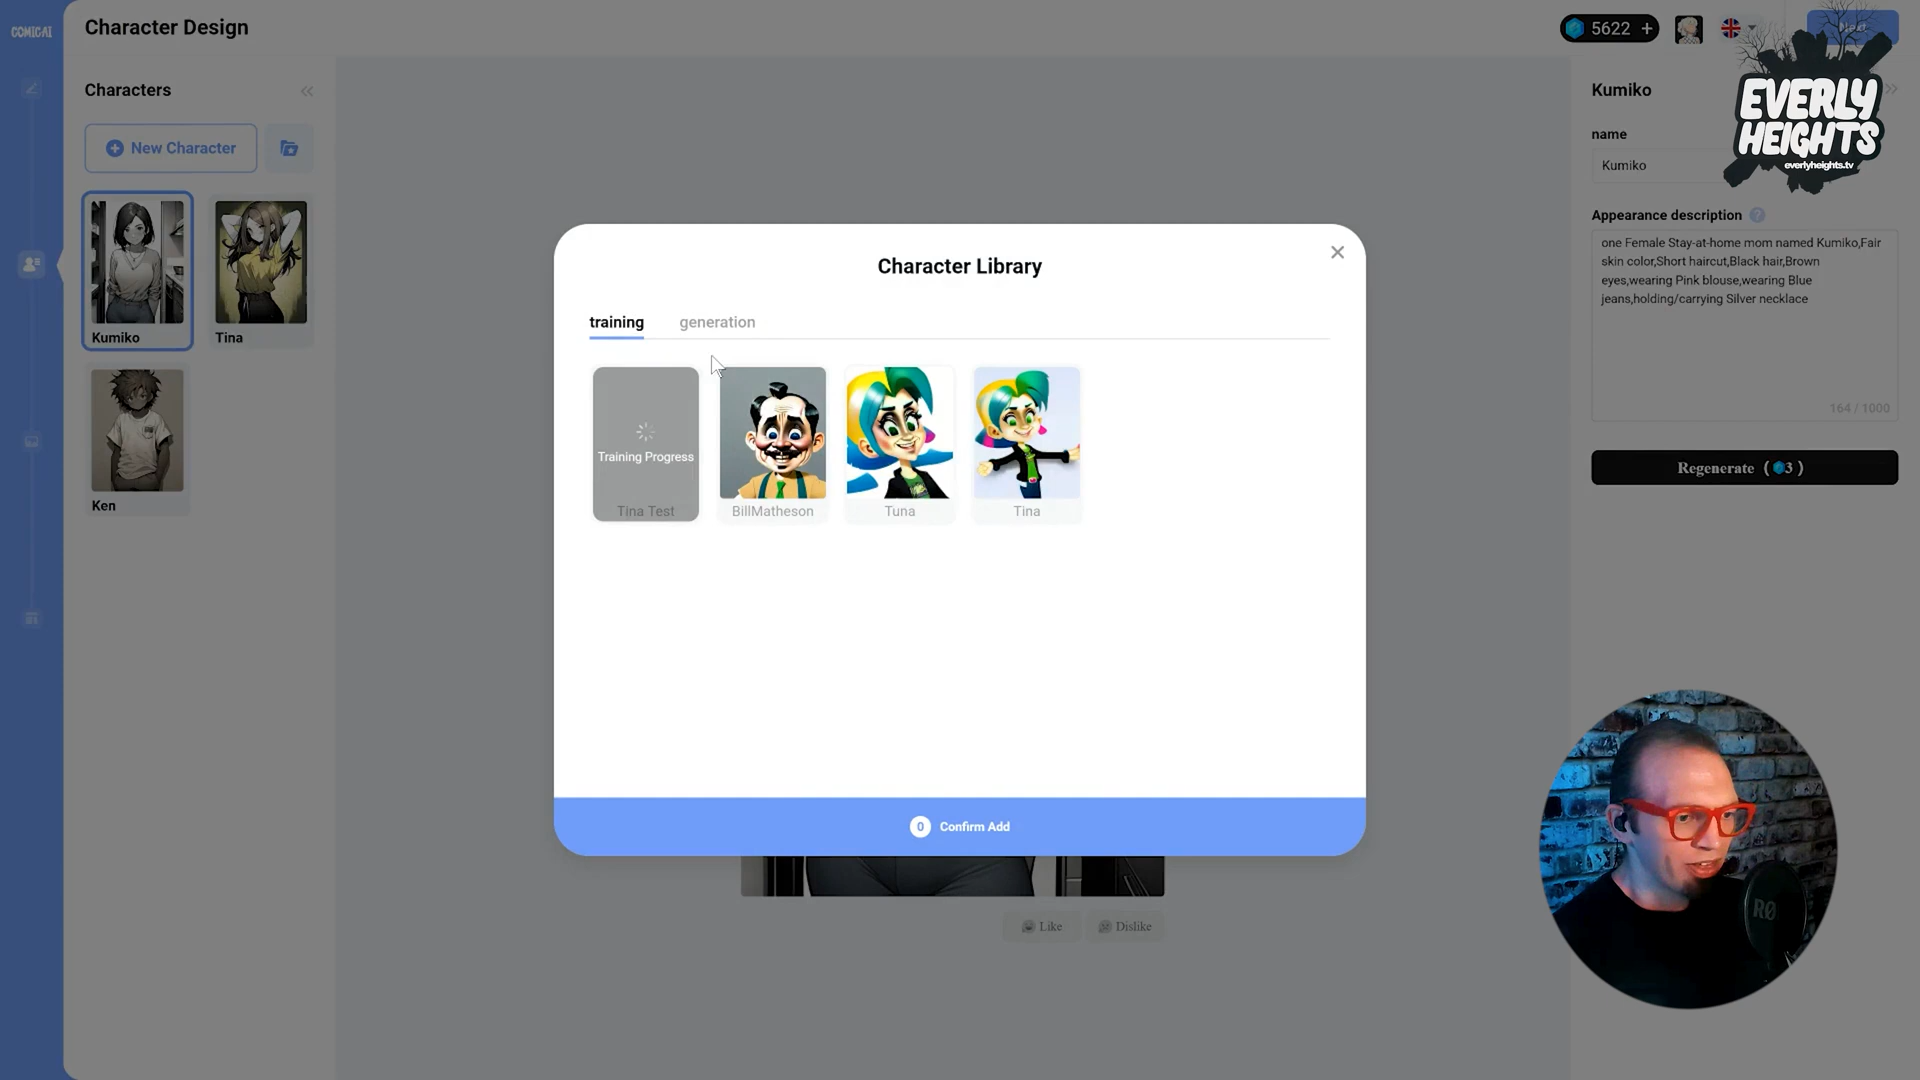 COMICAI
Character Design
5622 +
Next
EVERLY
HEIGHTS
everlyheights.tv
Characters
New Character
Kumiko
Tina
Ken
Character Library
training
generation
Training Progress
Tina Test
BillMatheson
Tuna
Tina
0 Confirm Add
Like
Dislike
Kumiko
name
Kumiko
Appearance description ?
one Female Stay-at-home mom named Kumiko,Fair
skin color,Short haircut,Black hair,Brown
eyes,wearing Pink blouse,wearing Blue
jeans,holding/carrying Silver necklace
164 / 1000
Regenerate ( 3 )
RØ